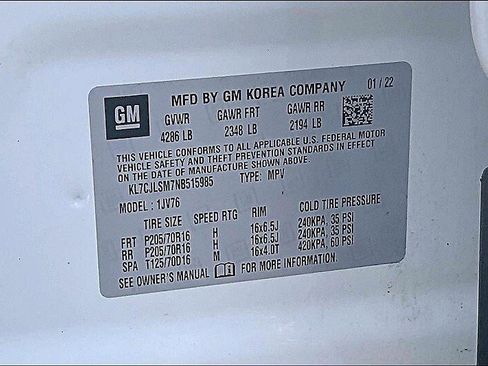 GM
MFD BY GM KOREA COMPANY 01 / 22
GVWR GAWR FRT GAWR RR
4286 LB 2348 LB 2194 LB
THIS VEHICLE CONFORMS TO ALL APPLICABLE U.S. FEDERAL MOTOR
VEHICLE SAFETY AND THEFT PREVENTION STANDARDS IN EFFECT
ON THE DATE OF MANUFACTURE SHOWN ABOVE.
KL7CJLSM7NB515985 TYPE: MPV
MODEL : 1JV76
TIRE SIZE SPEED RTG RIM COLD TIRE PRESSURE
FRT P205/70R16 H 16x6.5J 240KPA, 35 PSI
RR P205/70R16 H 16x6.5J 240KPA, 35 PSI
SPA T125/70D16 M 16x4.0T 420KPA, 60 PSI
SEE OWNER'S MANUAL FOR MORE INFORMATION.